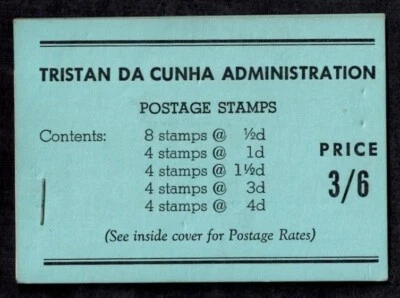 TRISTAN DA CUNHA ADMINISTRATION
POSTAGE STAMPS
Contents: 8 stamps @ ½d
4 stamps @ 1d
4 stamps @ 1½d
4 stamps @ 3d
4 stamps @ 4d
PRICE
3/6
(See inside cover for Postage Rates)